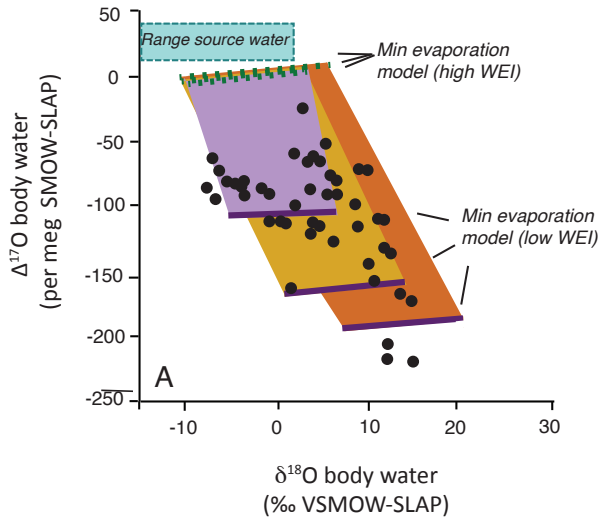 50
0
-50
-100
-150
-200
-250
Δ¹⁷O body water
(per meg SMOW-SLAP)
Range source water
Min evaporation
model (high WEI)
Min evaporation
model (low WEI)
A
-10
0
10
20
30
δ¹⁸O body water
(‰ VSMOW-SLAP)